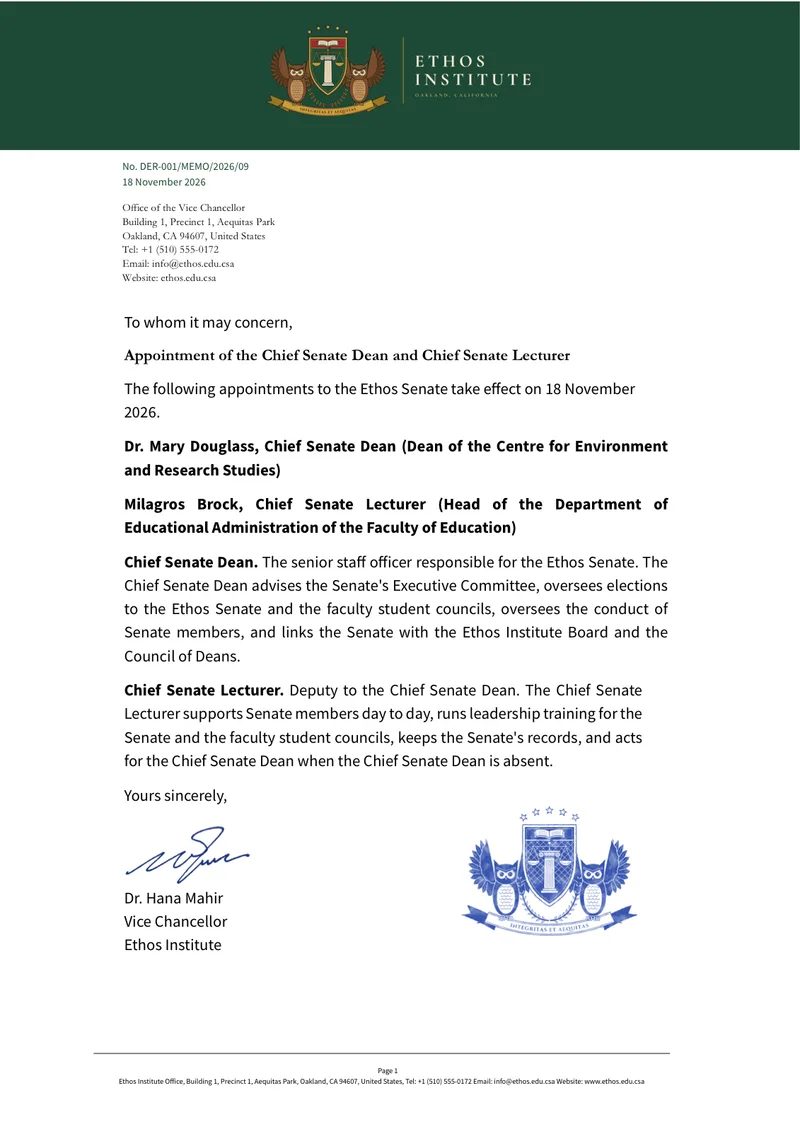 ETHOS
INSTITUTE
OAKLAND, CALIFORNIA
INTEGRITAS ET AEQUITAS
No. DER-001/MEMO/2026/09
18 November 2026
Office of the Vice Chancellor
Building 1, Precinct 1, Aequitas Park
Oakland, CA 94607, United States
Tel: +1 (510) 555-0172
Email: info@ethos.edu.csa
Website: ethos.edu.csa
To whom it may concern,
Appointment of the Chief Senate Dean and Chief Senate Lecturer
The following appointments to the Ethos Senate take effect on 18 November
2026.
Dr. Mary Douglass, Chief Senate Dean (Dean of the Centre for Environment
and Research Studies)
Milagros Brock, Chief Senate Lecturer (Head of the Department of
Educational Administration of the Faculty of Education)
Chief Senate Dean. The senior staff officer responsible for the Ethos Senate. The
Chief Senate Dean advises the Senate's Executive Committee, oversees elections
to the Ethos Senate and the faculty student councils, oversees the conduct of
Senate members, and links the Senate with the Ethos Institute Board and the
Council of Deans.
Chief Senate Lecturer. Deputy to the Chief Senate Dean. The Chief Senate
Lecturer supports Senate members day to day, runs leadership training for the
Senate and the faculty student councils, keeps the Senate's records, and acts
for the Chief Senate Dean when the Chief Senate Dean is absent.
Yours sincerely,
Dr. Hana Mahir
Vice Chancellor
Ethos Institute
INTEGRITAS ET AEQUITAS
Page 1
Ethos Institute Office, Building 1, Precinct 1, Aequitas Park, Oakland, CA 94607, United States, Tel: +1 (510) 555-0172 Email: info@ethos.edu.csa Website: www.ethos.edu.csa